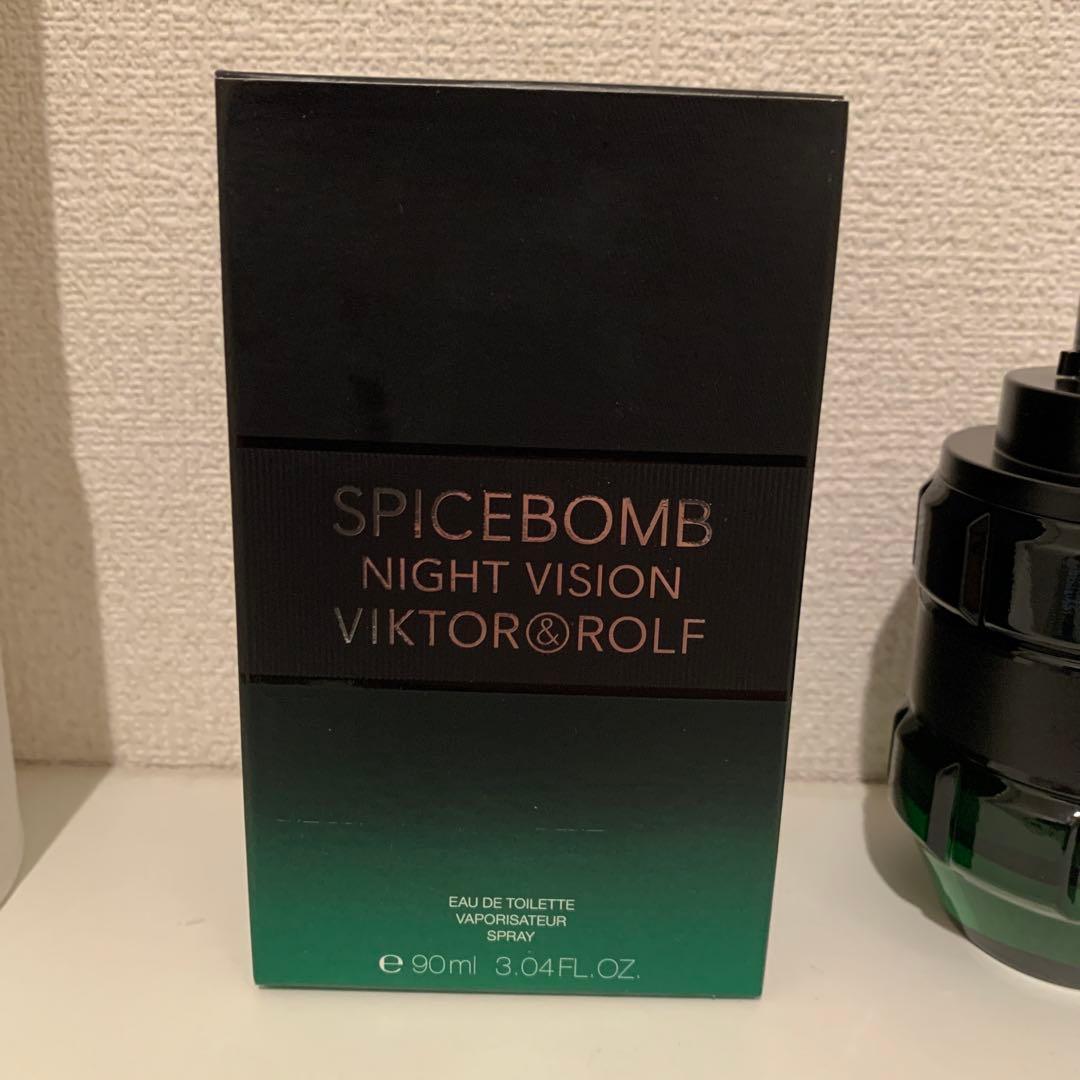 SPICEBOMB
NIGHT VISION
VIKTOR&ROLF
EAU DE TOILETTE
VAPORISATEUR
SPRAY
℮ 90ml 3.04FL.OZ.